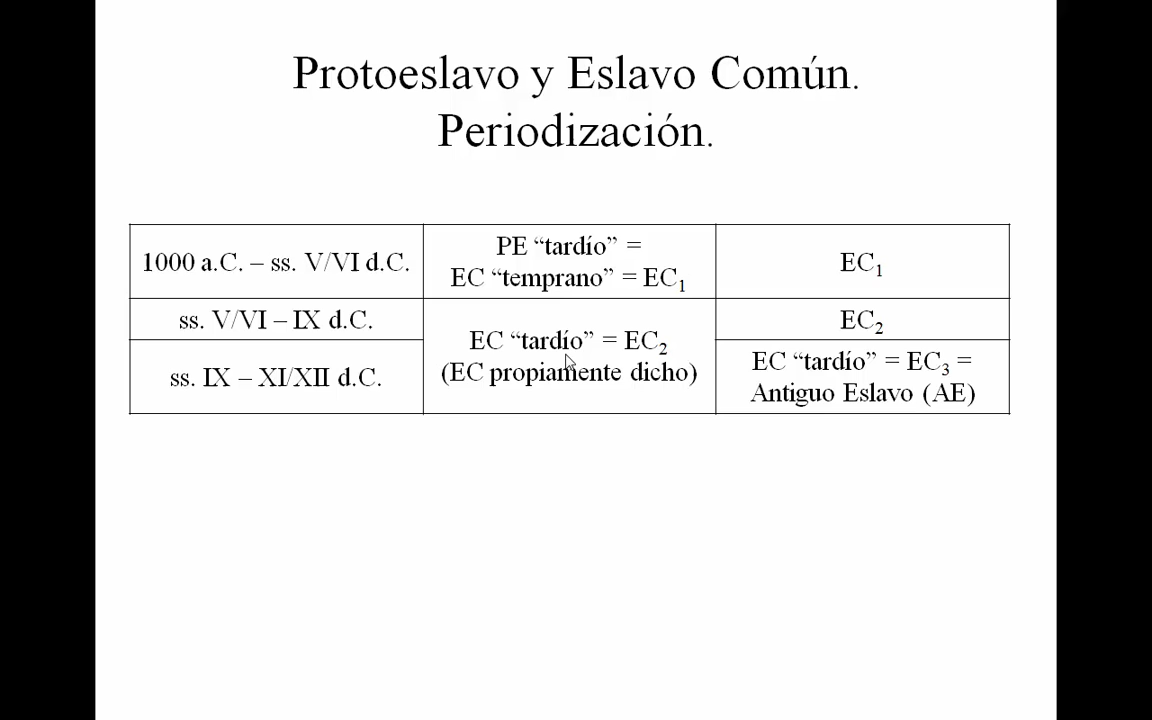 Protoeslavo y Eslavo Común.
Periodización.
1000 a.C. – ss. V/VI d.C.
PE “tardío” =
EC “temprano” = EC₁
EC₁
ss. V/VI – IX d.C.
EC “tardío” = EC₂
(EC propiamente dicho)
EC₂
ss. IX – XI/XII d.C.
EC “tardío” = EC₃ =
Antiguo Eslavo (AE)